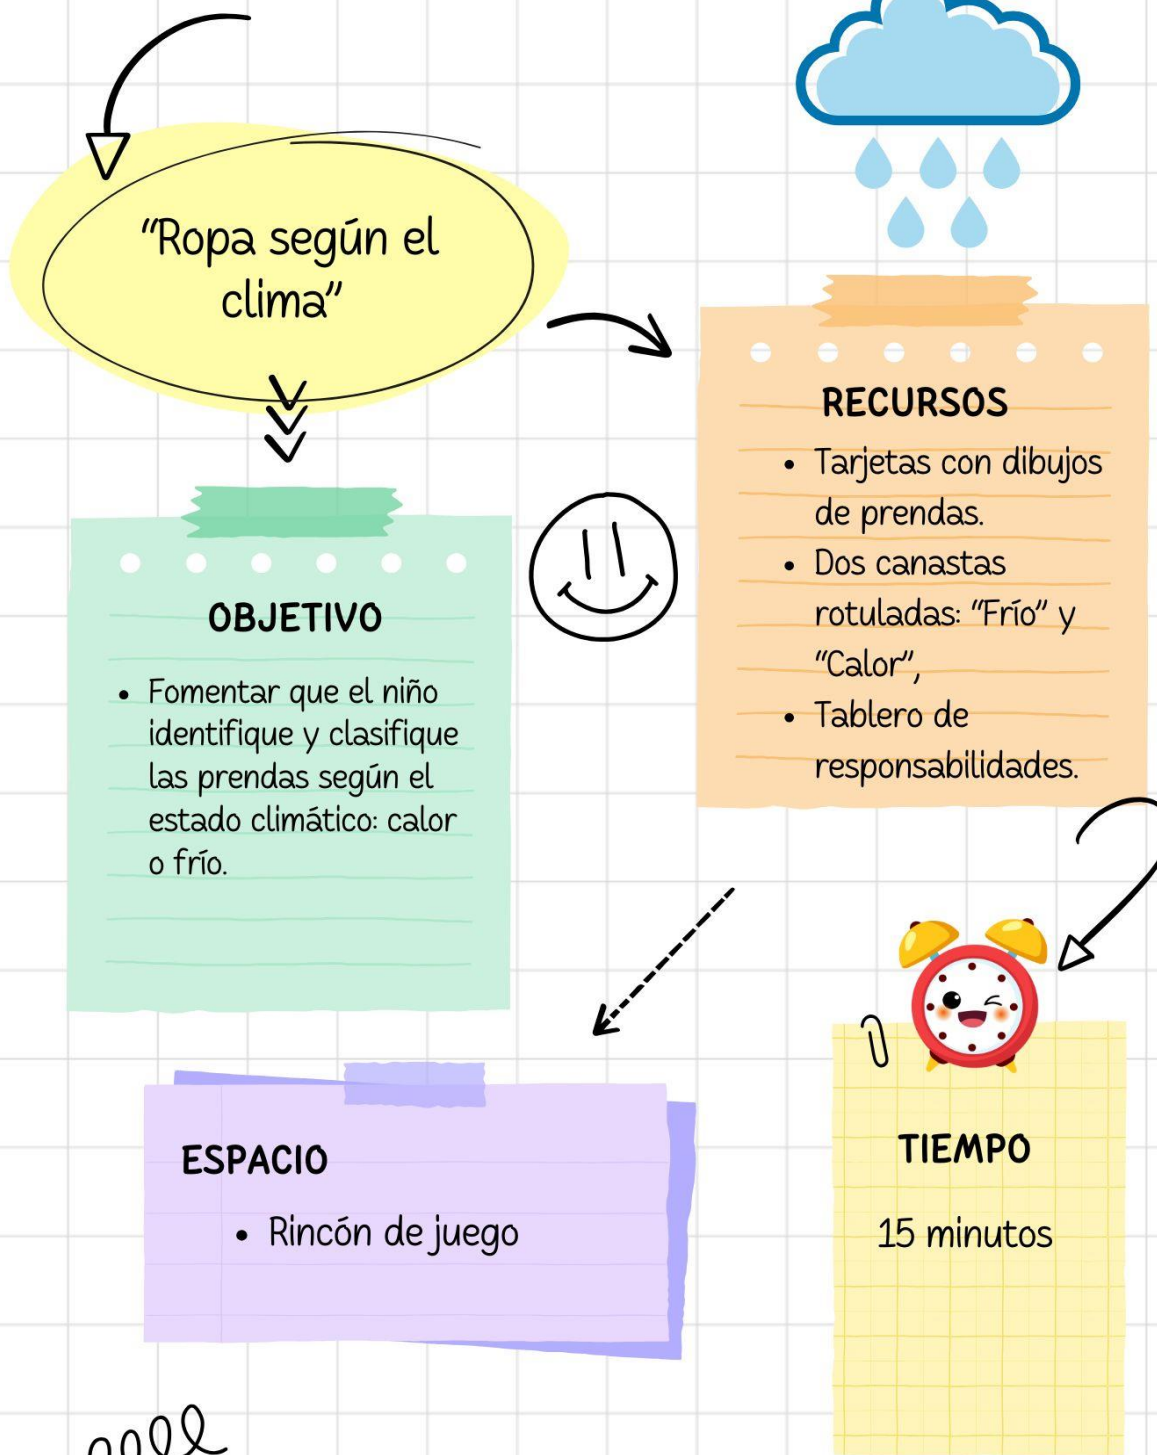 “Ropa según el
clima”
OBJETIVO
• Fomentar que el niño
identifique y clasifique
las prendas según el
estado climático: calor
o frío.
RECURSOS
• Tarjetas con dibujos
de prendas.
• Dos canastas
rotuladas: “Frío” y
“Calor”,
• Tablero de
responsabilidades.
ESPACIO
• Rincón de juego
TIEMPO
15 minutos